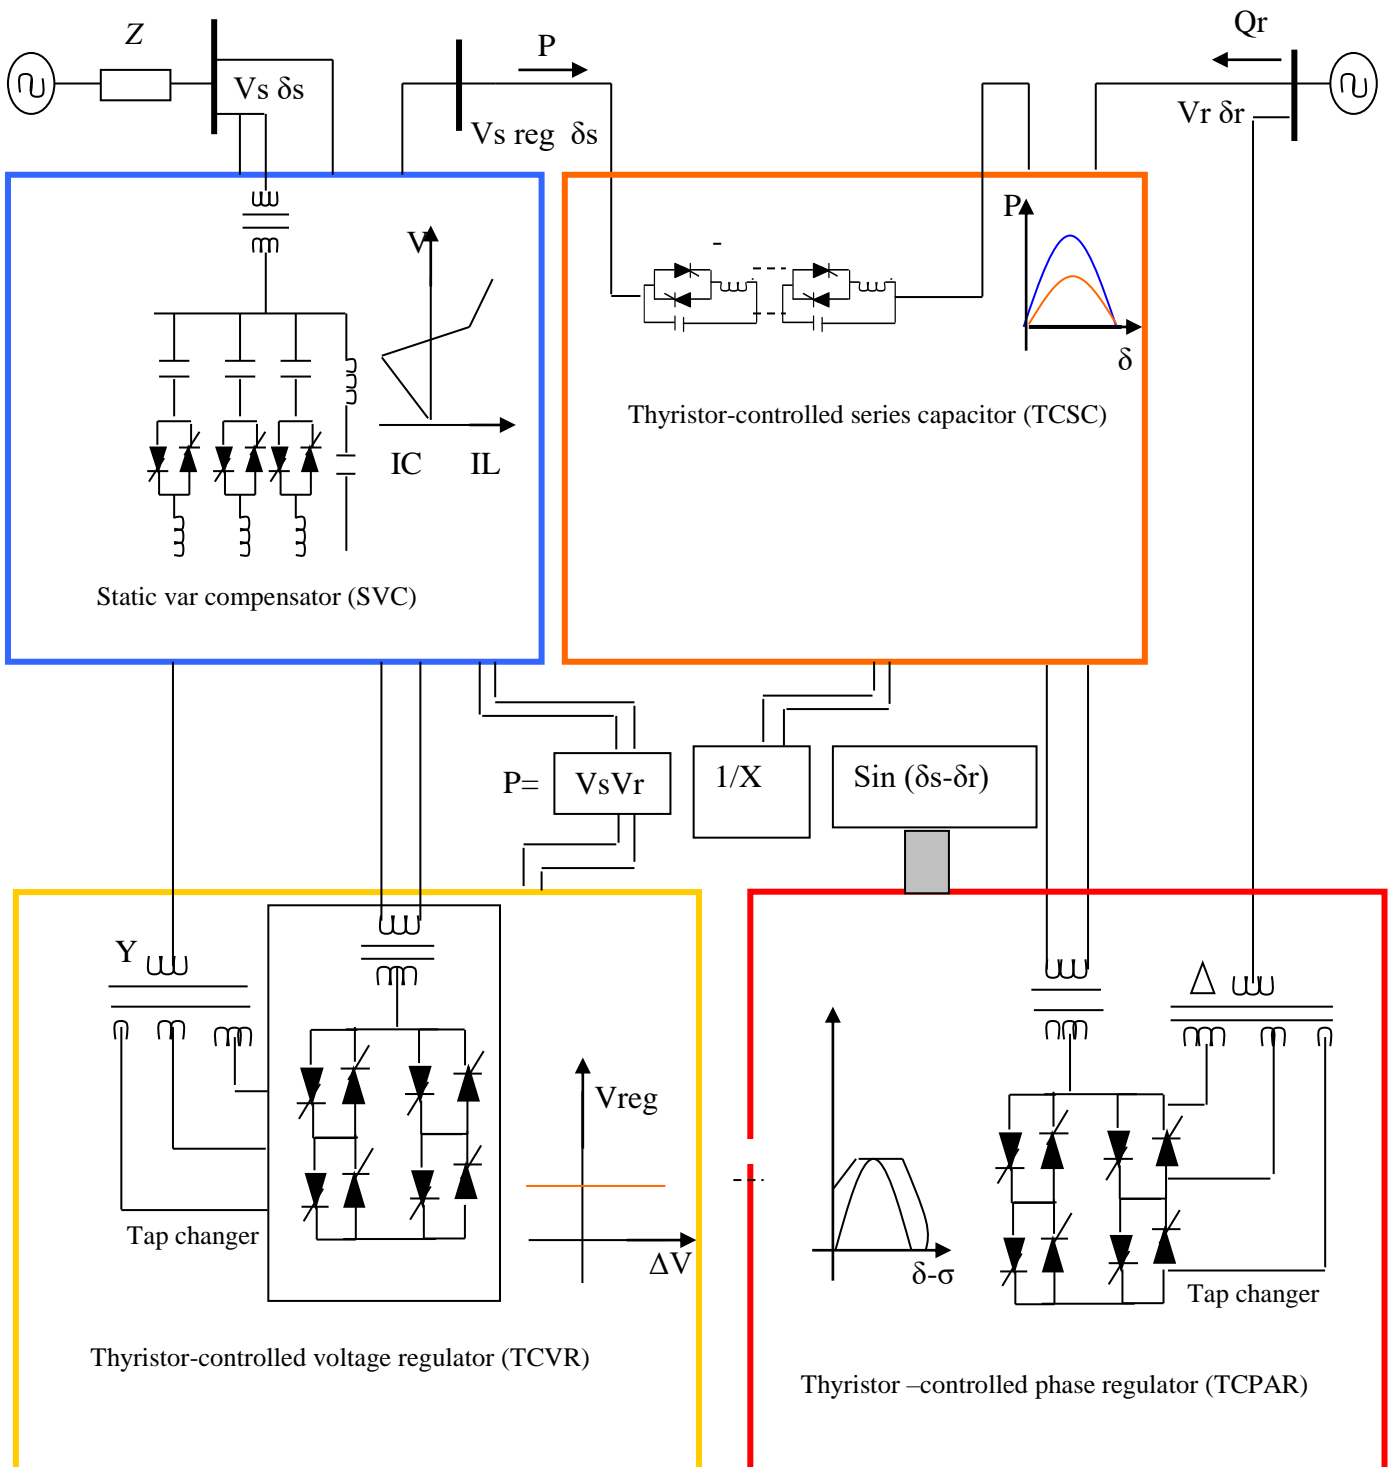 Z
P
Qr
Vs δs
Vs reg δs
Vr δr
V
P
-
δ
Thyristor-controlled series capacitor (TCSC)
IC
IL
Static var compensator (SVC)
P=
VsVr
1/X
Sin (δs-δr)
Y
Δ
Vreg
Tap changer
ΔV
δ-σ
Tap changer
Thyristor-controlled voltage regulator (TCVR)
Thyristor –controlled phase regulator (TCPAR)